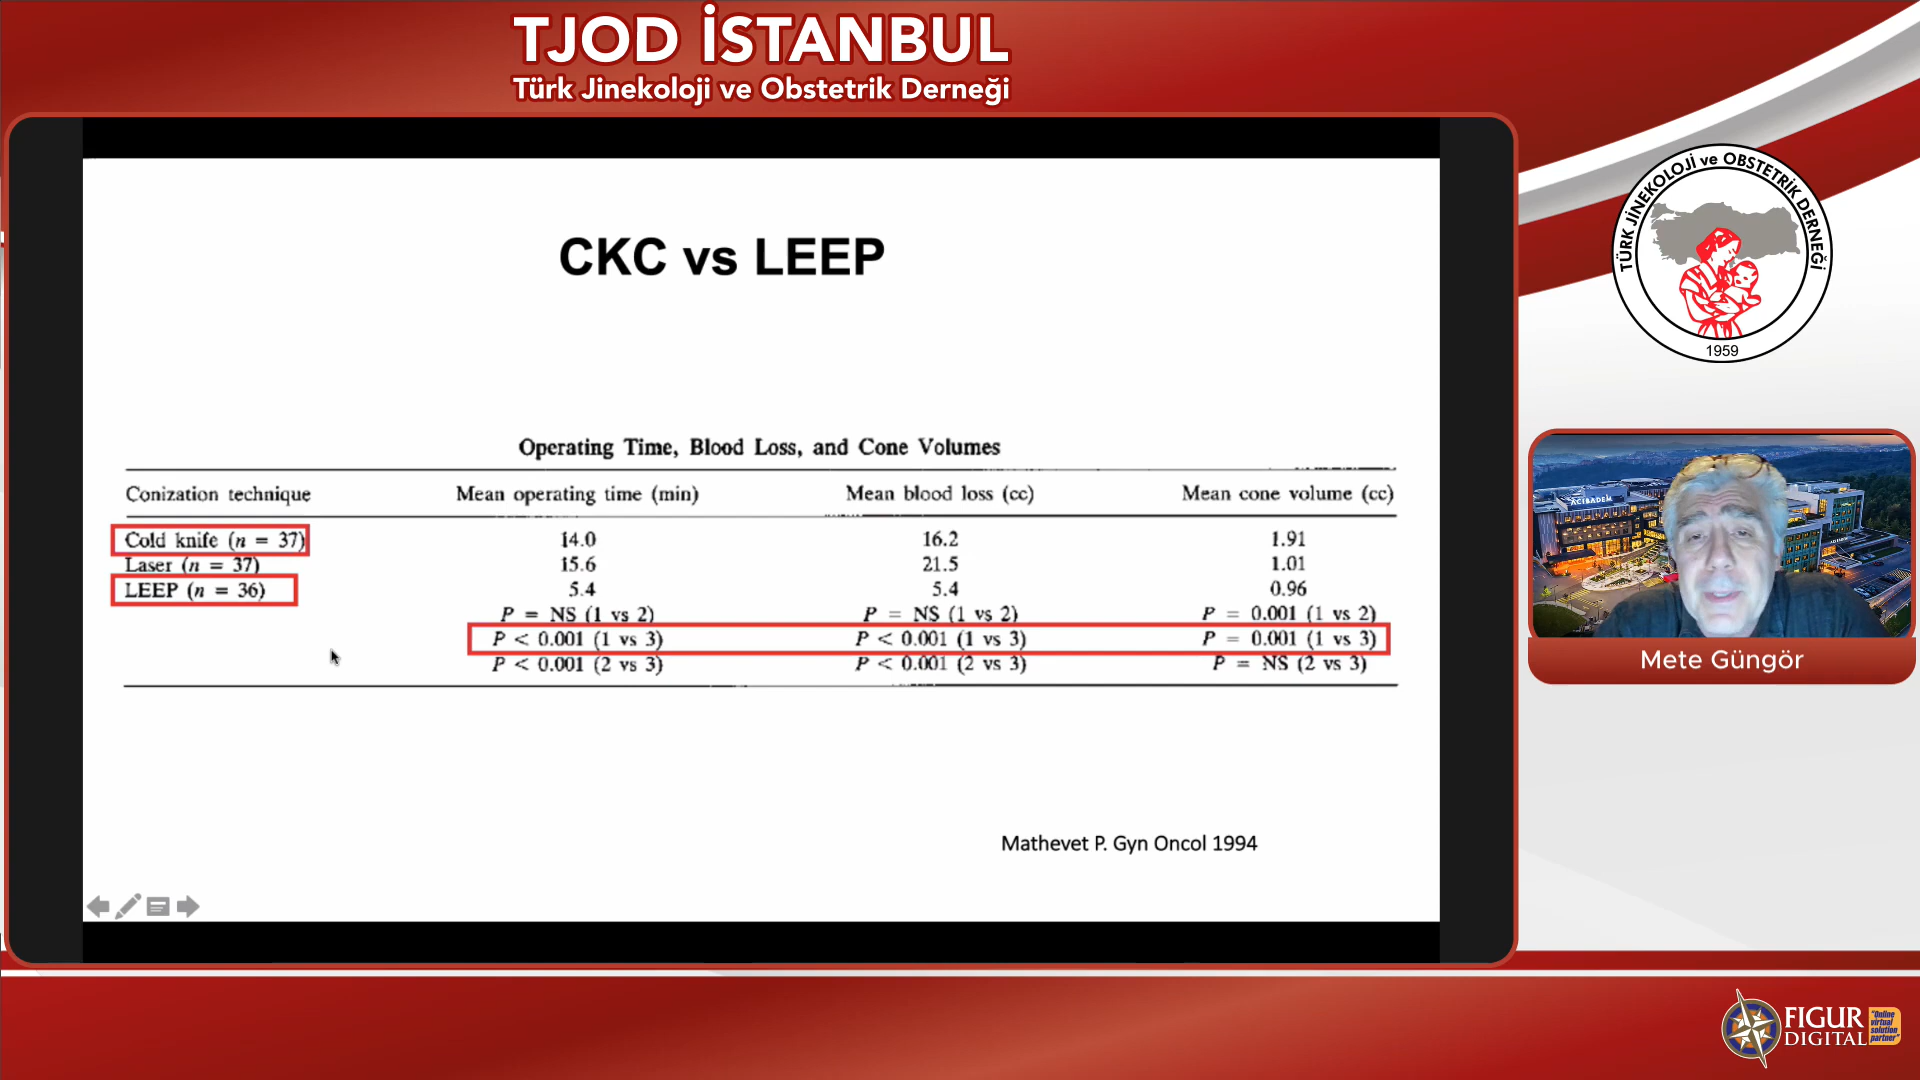 TJOD İSTANBUL
Türk Jinekoloji ve Obstetrik Derneği
CKC vs LEEP
Operating Time, Blood Loss, and Cone Volumes
Conization technique Mean operating time (min) Mean blood loss (cc) Mean cone volume (cc)
Cold knife (n = 37) 14.0 16.2 1.91
Laser (n = 37) 15.6 21.5 1.01
LEEP (n = 36) 5.4 5.4 0.96
P = NS (1 vs 2) P = NS (1 vs 2) P = 0.001 (1 vs 2)
P < 0.001 (1 vs 3) P < 0.001 (1 vs 3) P = 0.001 (1 vs 3)
P < 0.001 (2 vs 3) P < 0.001 (2 vs 3) P = NS (2 vs 3)
Mathevet P. Gyn Oncol 1994
TÜRK JİNEKOLOJİ ve OBSTETRİK DERNEĞİ
1959
ACIBADEM
Mete Güngör
FIGUR
DIGITAL
"Online
virtual
solution
partner"